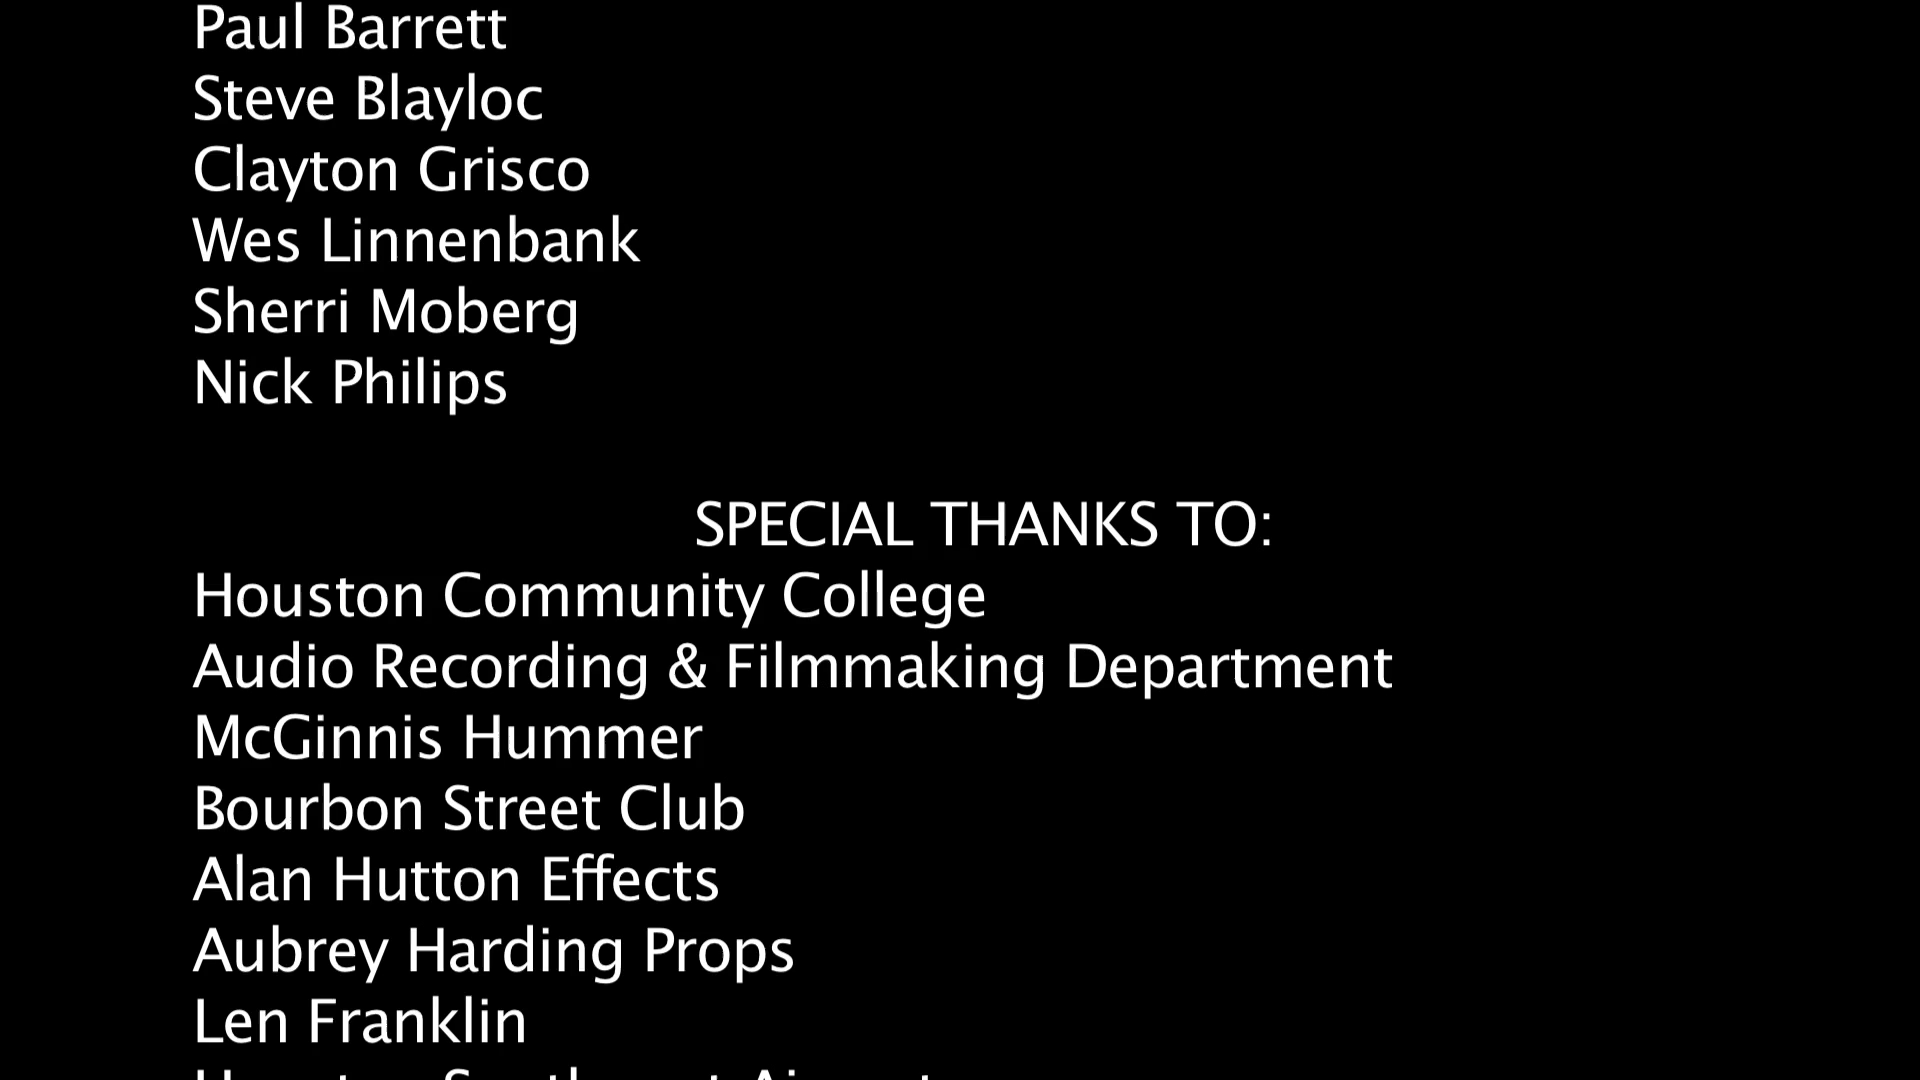 Paul Barrett
Steve Blayloc
Clayton Grisco
Wes Linnenbank
Sherri Moberg
Nick Philips
SPECIAL THANKS TO:
Houston Community College
Audio Recording & Filmmaking Department
McGinnis Hummer
Bourbon Street Club
Alan Hutton Effects
Aubrey Harding Props
Len Franklin